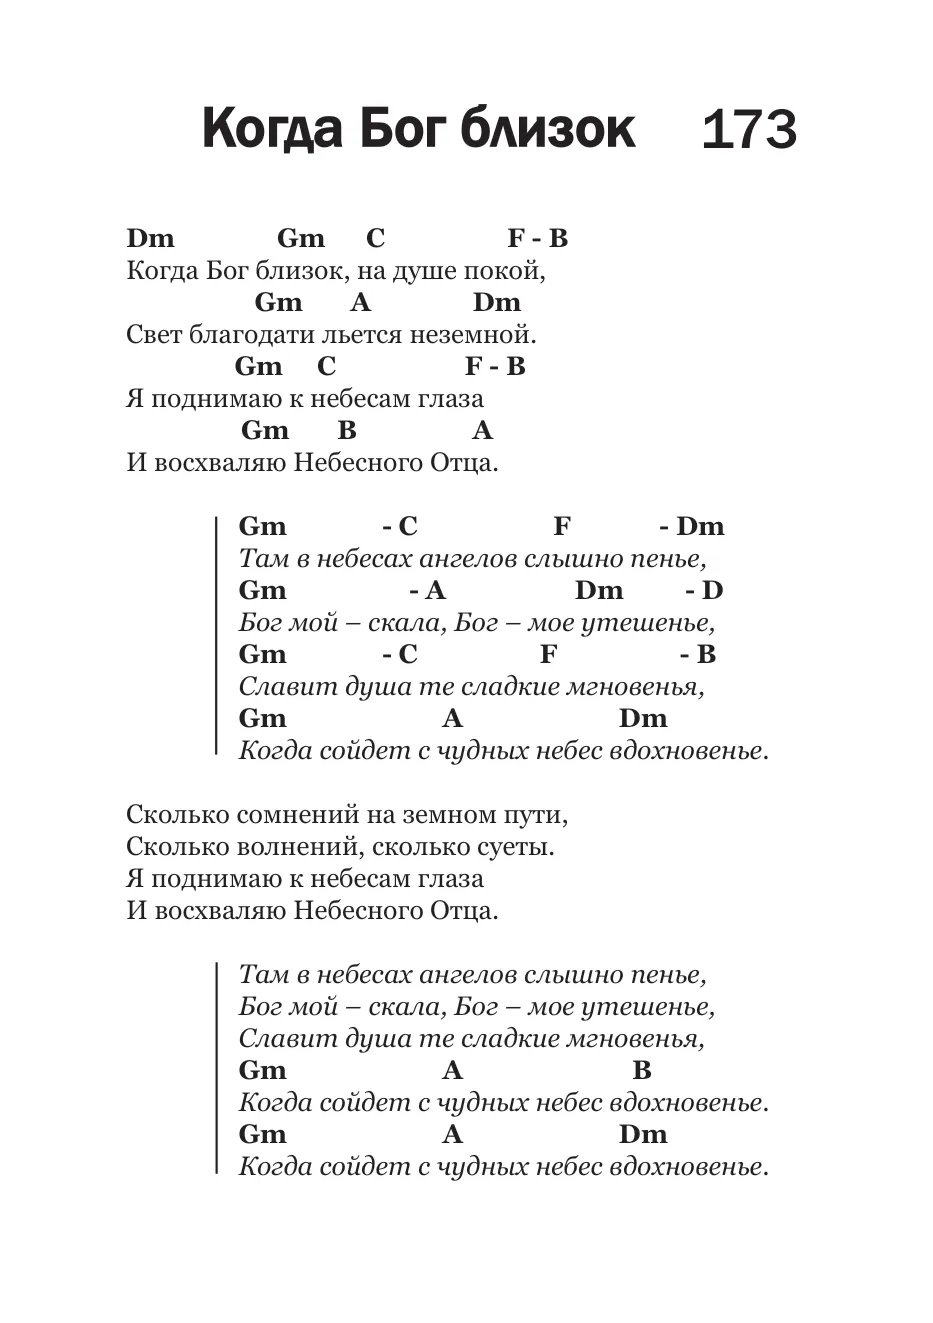 Когда Бог близок 173
Dm Gm C F - B
Когда Бог близок, на душе покой,
Gm A Dm
Свет благодати льется неземной.
Gm C F - B
Я поднимаю к небесам глаза
Gm B A
И восхваляю Небесного Отца.
Gm - C F - Dm
Там в небесах ангелов слышно пенье,
Gm - A Dm - D
Бог мой – скала, Бог – мое утешенье,
Gm - C F - B
Славит душа те сладкие мгновенья,
Gm A Dm
Когда сойдет с чудных небес вдохновенье.
Сколько сомнений на земном пути,
Сколько волнений, сколько суеты.
Я поднимаю к небесам глаза
И восхваляю Небесного Отца.
Там в небесах ангелов слышно пенье,
Бог мой – скала, Бог – мое утешенье,
Славит душа те сладкие мгновенья,
Gm A B
Когда сойдет с чудных небес вдохновенье.
Gm A Dm
Когда сойдет с чудных небес вдохновенье.